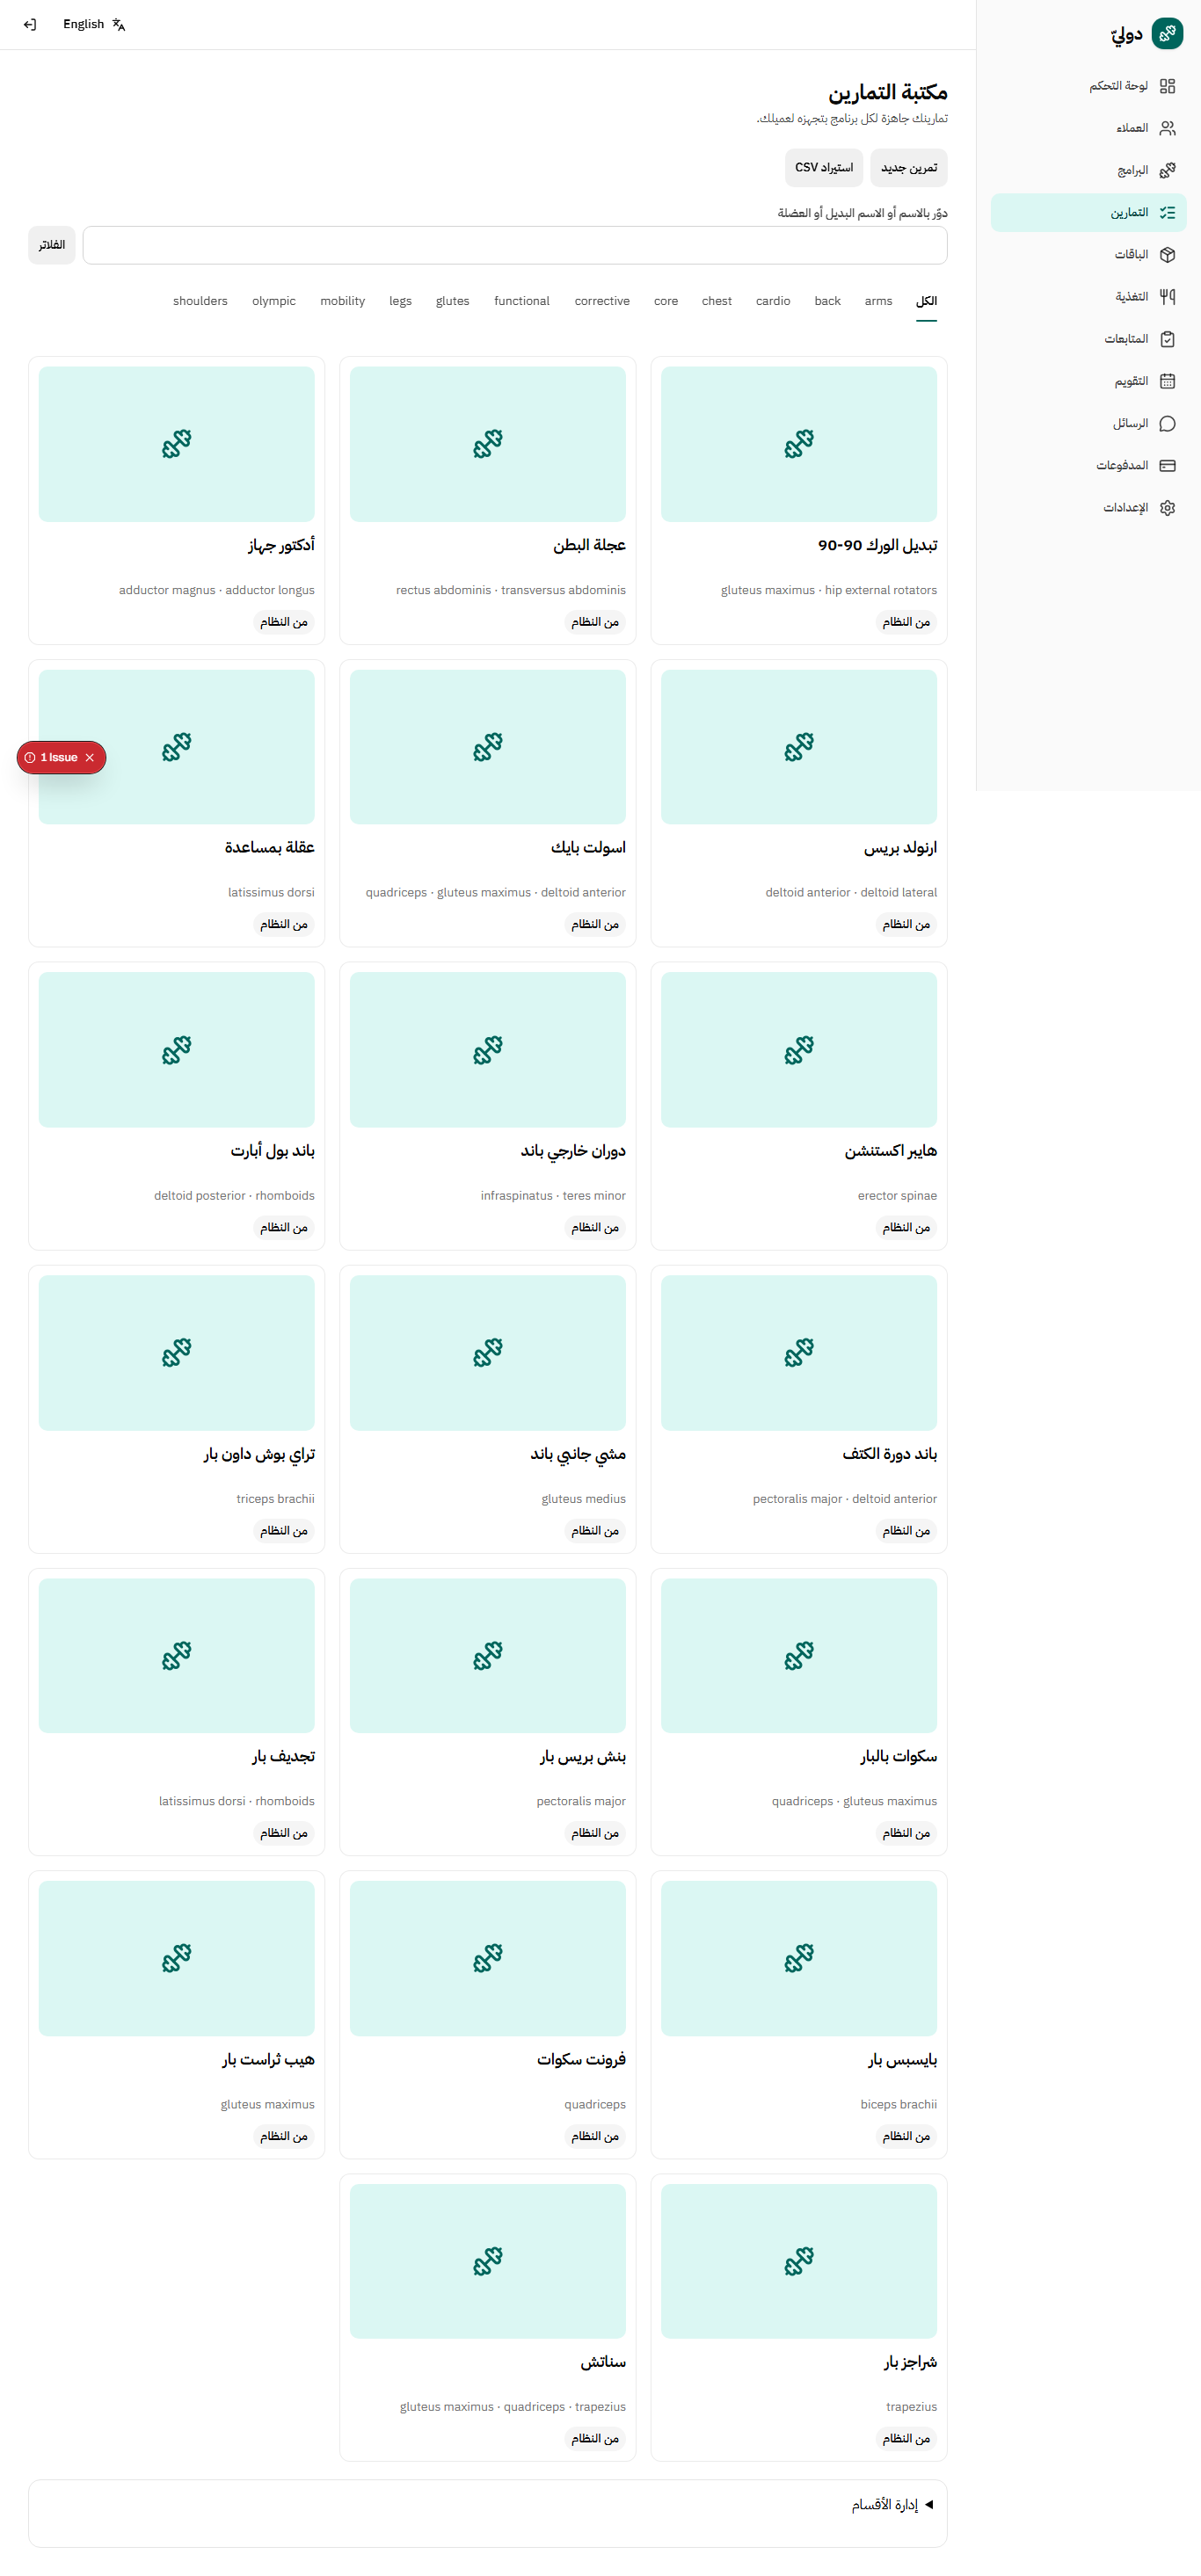 دوليّ
لوحة التحكم
العملاء
البرامج
التمارين
الباقات
التغذية
المتابعات
التقويم
الرسائل
المدفوعات
الإعدادات
English
مكتبة التمارين
تمارينك جاهزة لكل برنامج بتجهزه لعميلك.
تمرين جديد استيراد CSV
دوّر بالاسم أو الاسم البديل أو العضلة
الفلاتر
الكل arms back cardio chest core corrective functional glutes legs mobility olympic shoulders
تبديل الورك 90-90
gluteus maximus · hip external rotators
من النظام
عجلة البطن
rectus abdominis · transversus abdominis
من النظام
أدكتور جهاز
adductor magnus · adductor longus
من النظام
ارنولد بريس
deltoid anterior · deltoid lateral
من النظام
اسولت بايك
quadriceps · gluteus maximus · deltoid anterior
من النظام
عقلة بمساعدة
latissimus dorsi
من النظام
1 Issue
هايبر اكستنشن
erector spinae
من النظام
دوران خارجي باند
infraspinatus · teres minor
من النظام
باند بول أبارت
deltoid posterior · rhomboids
من النظام
باند دورة الكتف
pectoralis major · deltoid anterior
من النظام
مشي جانبي باند
gluteus medius
من النظام
تراي بوش داون بار
triceps brachii
من النظام
سكوات بالبار
quadriceps · gluteus maximus
من النظام
بنش بريس بار
pectoralis major
من النظام
تجديف بار
latissimus dorsi · rhomboids
من النظام
بايسبس بار
biceps brachii
من النظام
فرونت سكوات
quadriceps
من النظام
هيب ثراست بار
gluteus maximus
من النظام
شراجز بار
trapezius
من النظام
سناتش
gluteus maximus · quadriceps · trapezius
من النظام
إدارة الأقسام